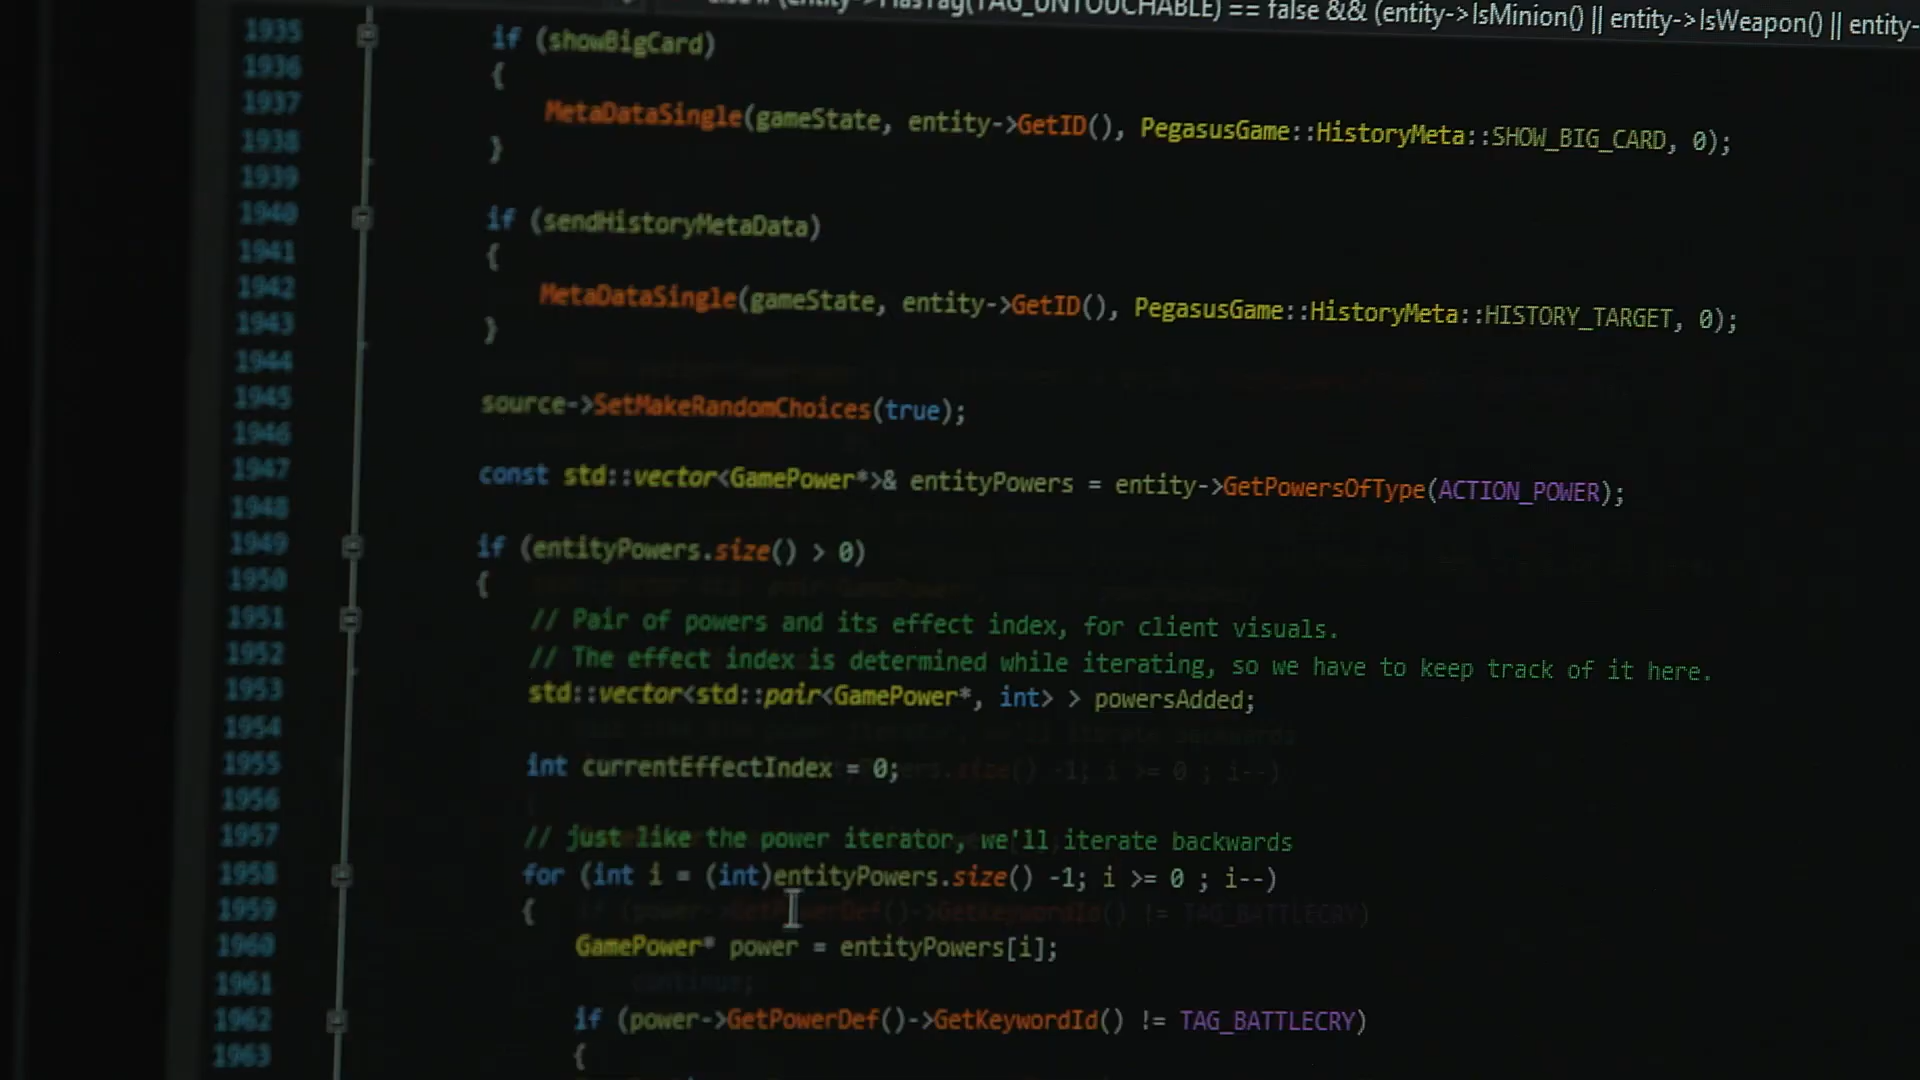 TAG_UNTOUCHABLE) == false && (entity->IsMinion() || entity->IsWeapon() || entity-
1935 if (showBigCard)
1936 {
1937 MetaDataSingle(gameState, entity->GetID(), PegasusGame::HistoryMeta::SHOW_BIG_CARD, 0);
1938 }
1939
1940 if (sendHistoryMetaData)
1941 {
1942 MetaDataSingle(gameState, entity->GetID(), PegasusGame::HistoryMeta::HISTORY_TARGET, 0);
1943 }
1944
1945 source->SetMakeRandomChoices(true);
1946
1947 const std::vector<GamePower*>& entityPowers = entity->GetPowersOfType(ACTION_POWER);
1948
1949 if (entityPowers.size() > 0)
1950 {
1951 // Pair of powers and its effect index, for client visuals.
1952 // The effect index is determined while iterating, so we have to keep track of it here.
1953 std::vector<std::pair<GamePower*, int> > powersAdded;
1954
1955 int currentEffectIndex = 0;
1956
1957 // just like the power iterator, we'll iterate backwards
1958 for (int i = (int)entityPowers.size() -1; i >= 0 ; i--)
1959 {
1960 GamePower* power = entityPowers[i];
1961
1962 if (power->GetPowerDef()->GetKeywordId() != TAG_BATTLECRY)
1963 {